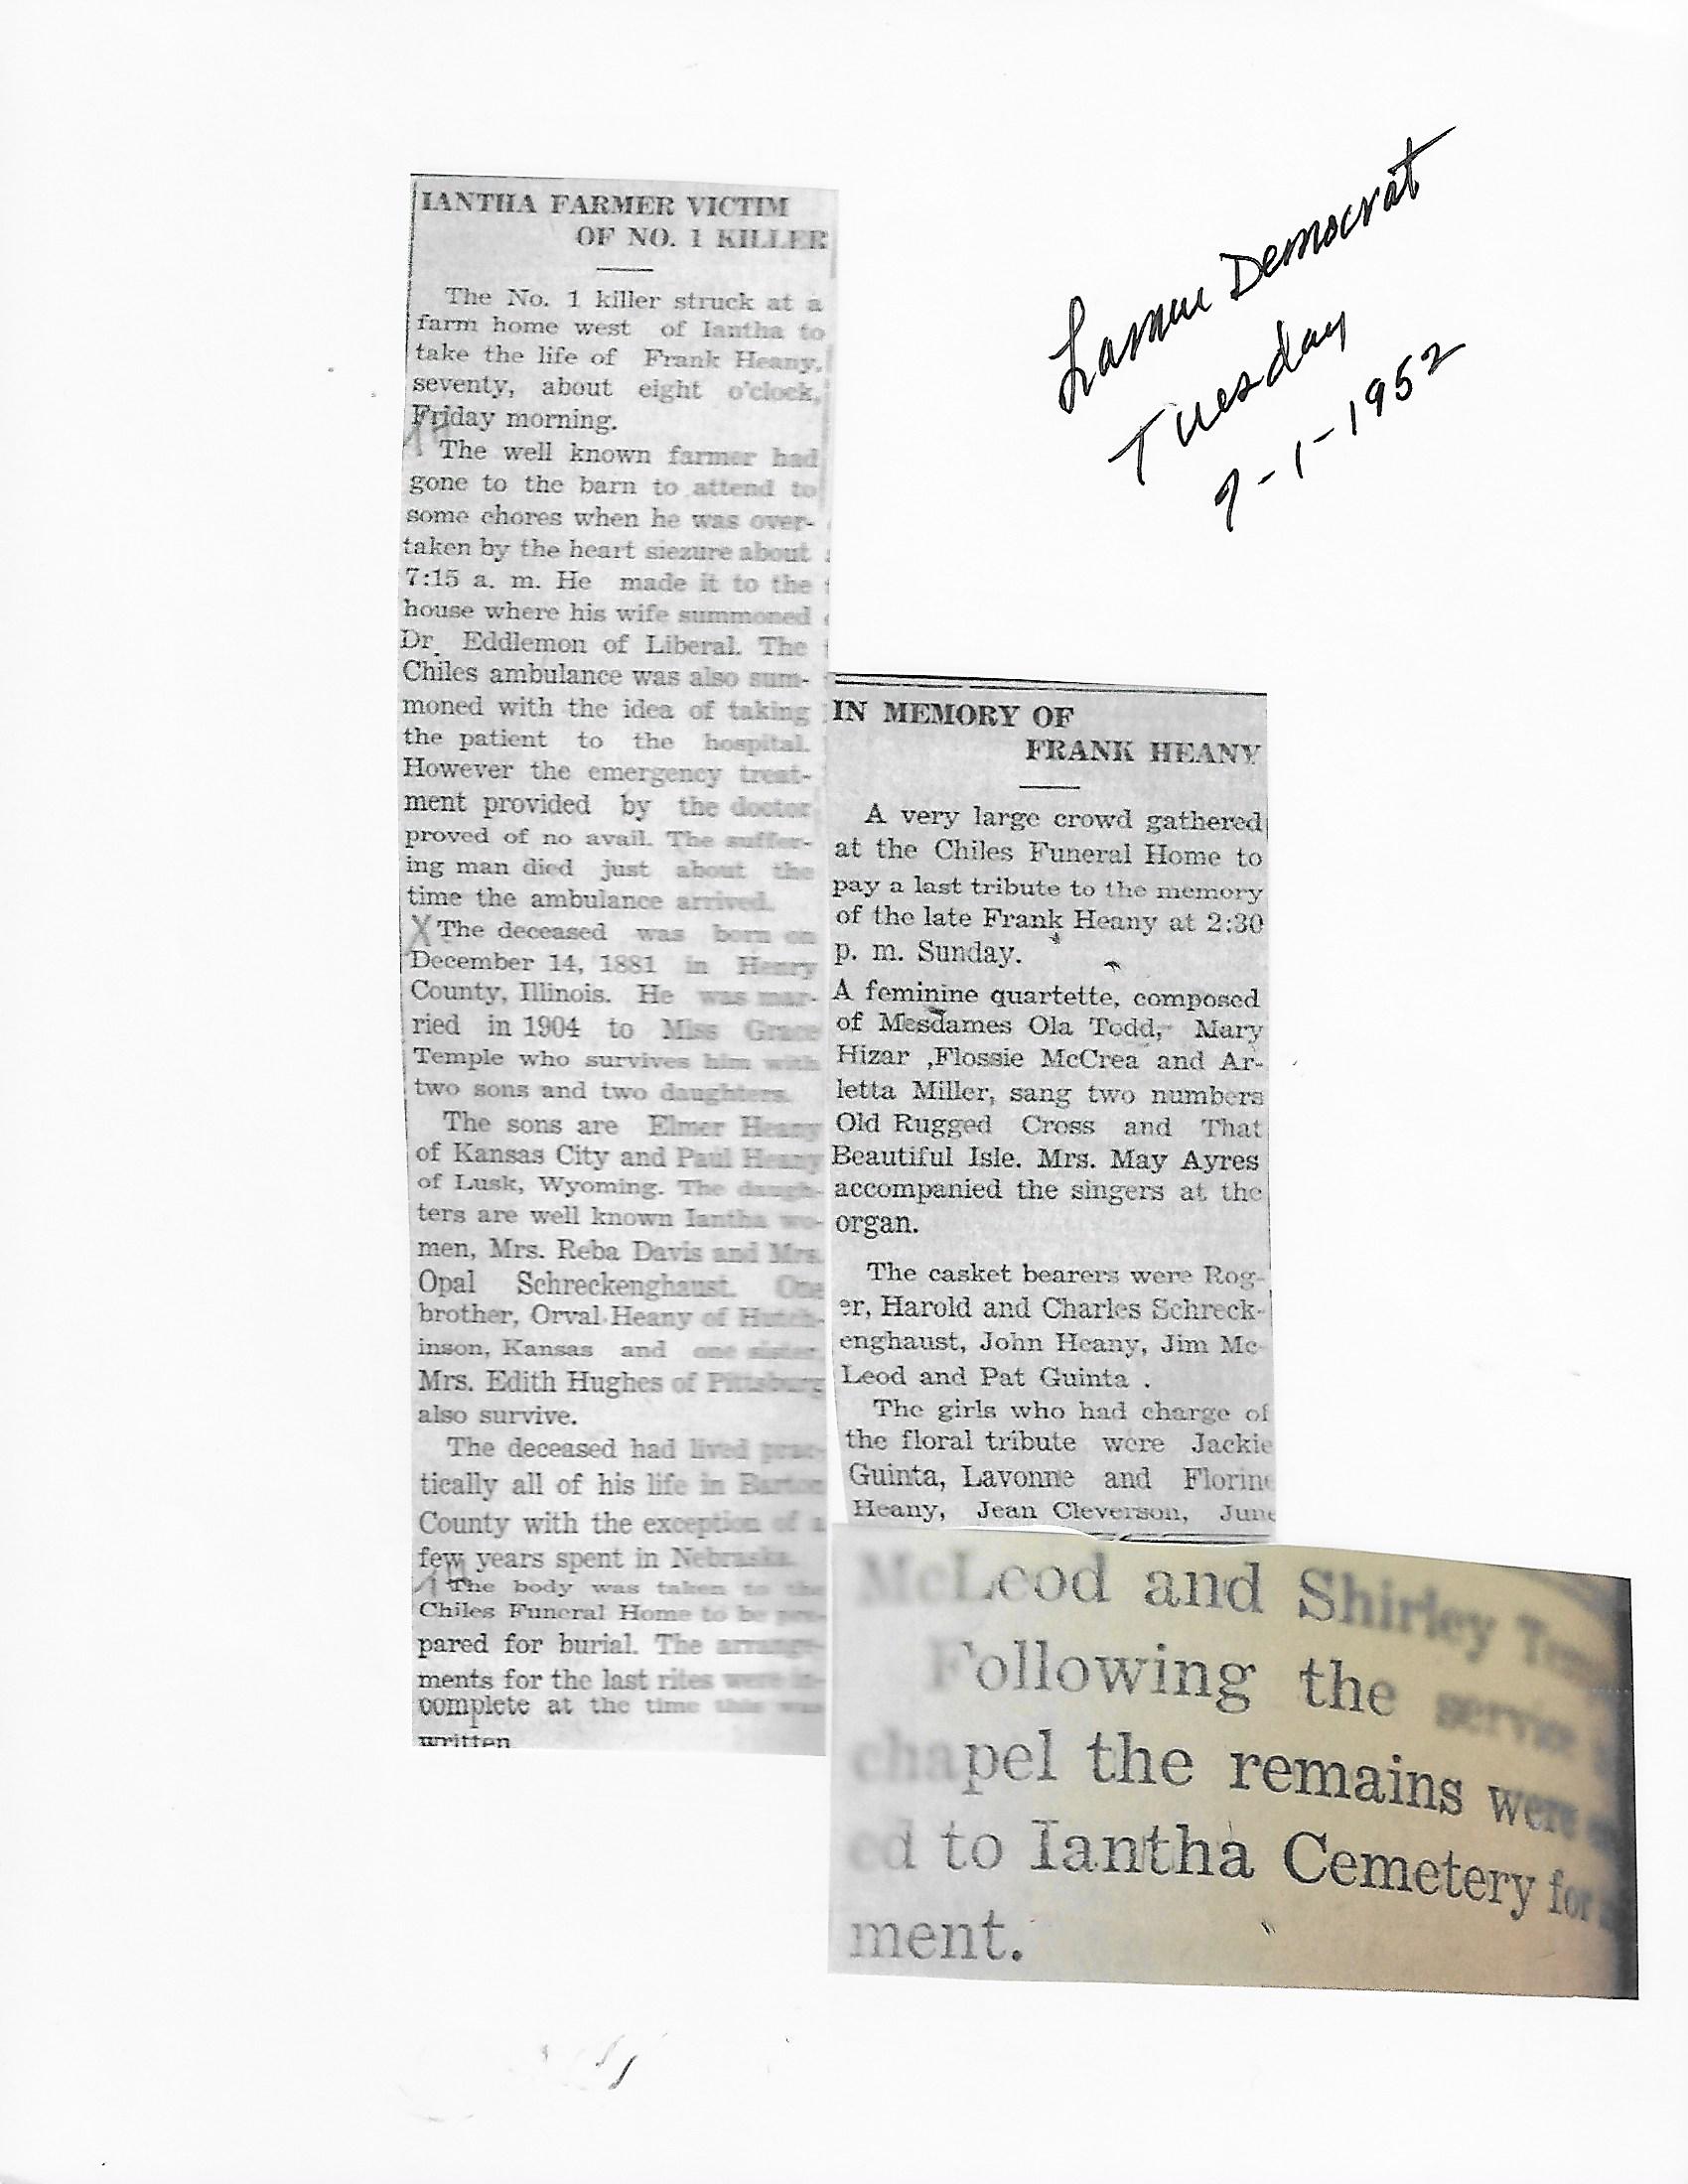 Lamar Democrat
Tuesday
7-1-1952
IANTHA FARMER VICTIM
OF NO. 1 KILLER
The No. 1 killer struck at a
farm home west of Iantha to
take the life of Frank Heany,
seventy, about eight o'clock,
Friday morning.
The well known farmer had
gone to the barn to attend to
some chores when he was over-
taken by the heart siezure about
7:15 a. m. He made it to the
house where his wife summoned
Dr. Eddlemon of Liberal. The
Chiles ambulance was also sum-
moned with the idea of taking
the patient to the hospital.
However the emergency treat-
ment provided by the doctor
proved of no avail. The suffer-
ing man died just about the
time the ambulance arrived.
X The deceased was born on
December 14, 1881 in Henry
County, Illinois. He was mar-
ried in 1904 to Miss Grace
Temple who survives him with
two sons and two daughters.
The sons are Elmer Heany
of Kansas City and Paul Heany
of Lusk, Wyoming. The daugh-
ters are well known Iantha wo-
men, Mrs. Reba Davis and Mrs.
Opal Schreckenghaust. One
brother, Orval Heany of Hutch-
inson, Kansas and one sister
Mrs. Edith Hughes of Pittsburg
also survive.
The deceased had lived prac-
tically all of his life in Barton
County with the exception of a
few years spent in Nebraska.
The body was taken to the
Chiles Funeral Home to be pre-
pared for burial. The arrange-
ments for the last rites were in-
complete at the time this was
written
IN MEMORY OF
FRANK HEANY
A very large crowd gathered
at the Chiles Funeral Home to
pay a last tribute to the memory
of the late Frank Heany at 2:30
p. m. Sunday.
A feminine quartette, composed
of Mesdames Ola Todd, Mary
Hizar ,Flossie McCrea and Ar-
letta Miller, sang two numbers
Old Rugged Cross and That
Beautiful Isle. Mrs. May Ayres
accompanied the singers at the
organ.
The casket bearers were Rog-
er, Harold and Charles Schreck-
enghaust, John Heany, Jim Mc-
Leod and Pat Guinta .
The girls who had charge of
the floral tribute were Jackie
Guinta, Lavonne and Florine
Heany, Jean Cleverson, June
McLeod and Shirley
Following the service
chapel the remains were
ed to Iantha Cemetery for
ment.